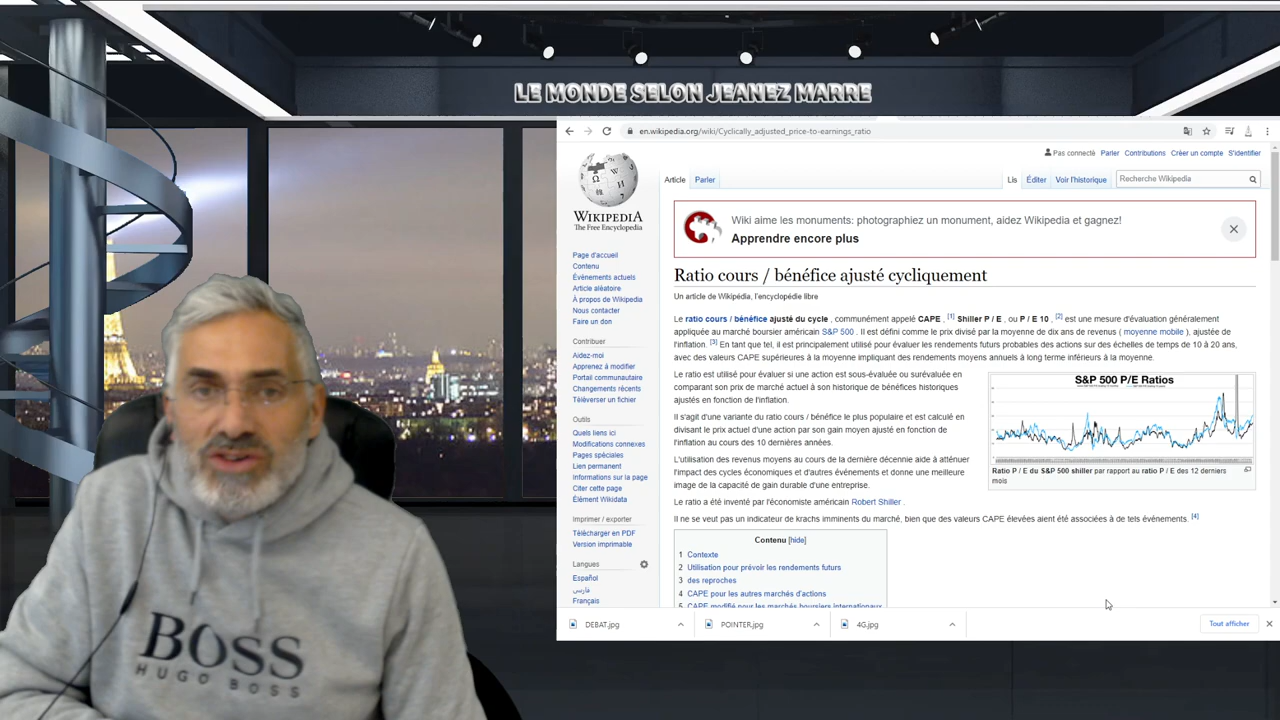 LE MONDE SELON JEANEZ MARRE
en.wikipedia.org/wiki/Cyclically_adjusted_price-to-earnings_ratio
Pas connecté Parler Contributions Créer un compte S'identifier
Article Parler Lis Éditer Voir l'historique Recherche Wikipedia
WIKIPEDIA
The Free Encyclopedia
Page d'accueil
Contenu
Événements actuels
Article aléatoire
À propos de Wikipedia
Nous contacter
Faire un don
Contribuer
Aidez-moi
Apprenez à modifier
Portail communautaire
Changements récents
Téléverser un fichier
Outils
Quels liens ici
Modifications connexes
Pages spéciales
Lien permanent
Informations sur la page
Citer cette page
Élément Wikidata
Imprimer / exporter
Télécharger en PDF
Version imprimable
Langues
Español
فارسی
Français
Wiki aime les monuments: photographiez un monument, aidez Wikipedia et gagnez!
Apprendre encore plus
Ratio cours / bénéfice ajusté cycliquement
Un article de Wikipédia, l'encyclopédie libre
Le ratio cours / bénéfice ajusté du cycle , communément appelé CAPE , [1] Shiller P / E , ou P / E 10 , [2] est une mesure d'évaluation généralement
appliquée au marché boursier américain S&P 500 . Il est défini comme le prix divisé par la moyenne de dix ans de revenus ( moyenne mobile ), ajustée de
l'inflation. [3] En tant que tel, il est principalement utilisé pour évaluer les rendements futurs probables des actions sur des échelles de temps de 10 à 20 ans,
avec des valeurs CAPE supérieures à la moyenne impliquant des rendements moyens annuels à long terme inférieurs à la moyenne.
Le ratio est utilisé pour évaluer si une action est sous-évaluée ou surévaluée en
comparant son prix de marché actuel à son historique de bénéfices historiques
ajustés en fonction de l'inflation.
Il s'agit d'une variante du ratio cours / bénéfice le plus populaire et est calculé en
divisant le prix actuel d'une action par son gain moyen ajusté en fonction de
l'inflation au cours des 10 dernières années.
L'utilisation des revenus moyens au cours de la dernière décennie aide à atténuer
l'impact des cycles économiques et d'autres événements et donne une meilleure
image de la capacité de gain durable d'une entreprise.
Le ratio a été inventé par l'économiste américain Robert Shiller .
Il ne se veut pas un indicateur de krachs imminents du marché, bien que des valeurs CAPE élevées aient été associées à de tels événements. [4]
S&P 500 P/E Ratios
Ratio P / E du S&P 500 shiller par rapport au ratio P / E des 12 derniers
mois
Contenu [hide]
1 Contexte
2 Utilisation pour prévoir les rendements futurs
3 des reproches
4 CAPE pour les autres marchés d'actions
5 CAPE modifié pour les marchés boursiers internationaux
DEBAT.jpg POINTER.jpg 4G.jpg Tout afficher
BOSS
HUGO BOSS